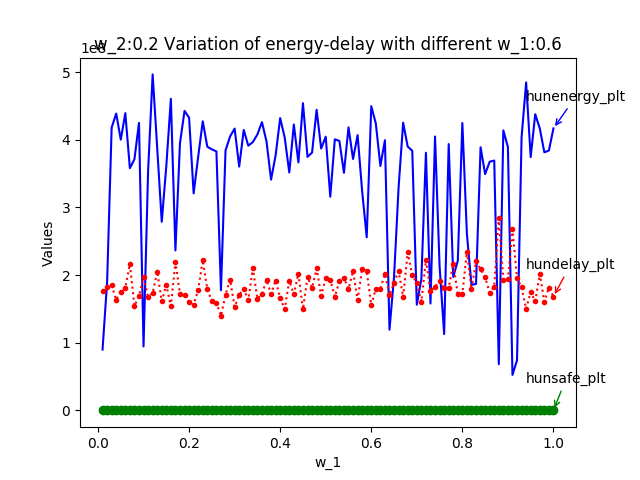 1e8
w_2:0.2 Variation of energy-delay with different w_1:0.6
hunenergy_plt
hundelay_plt
hunsafe_plt
Values
5
4
3
2
1
0
0.0 0.2 0.4 0.6 0.8 1.0
w_1